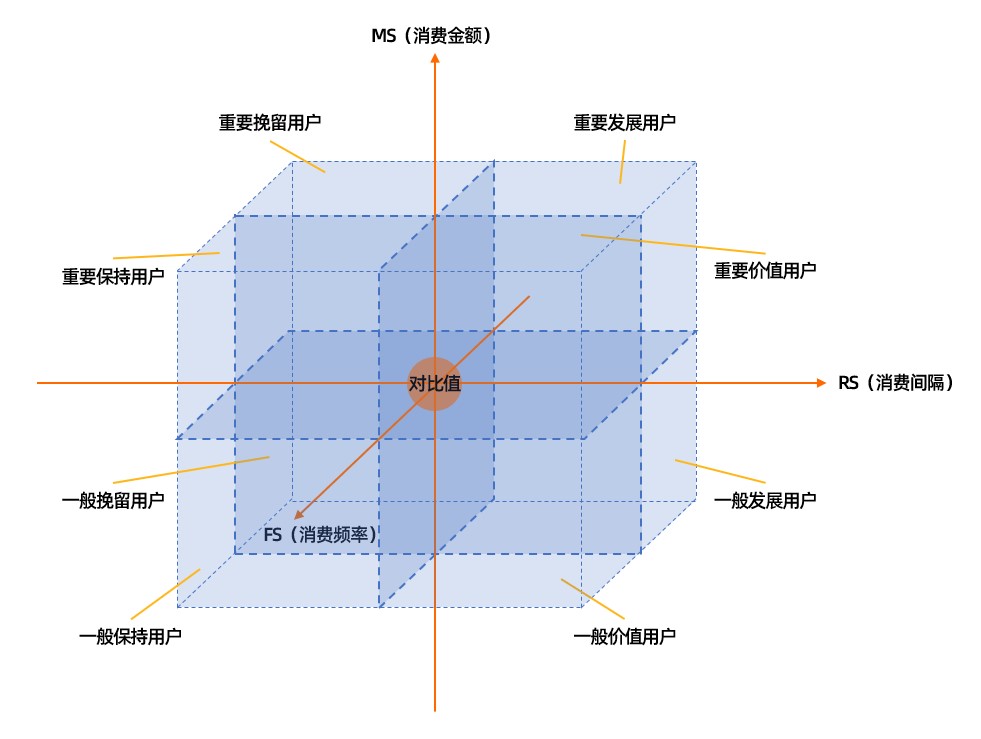 MS（消费金额）
重要挽留用户
重要发展用户
重要保持用户
重要价值用户
对比值
RS（消费间隔）
一般挽留用户
一般发展用户
FS（消费频率）
一般保持用户
一般价值用户